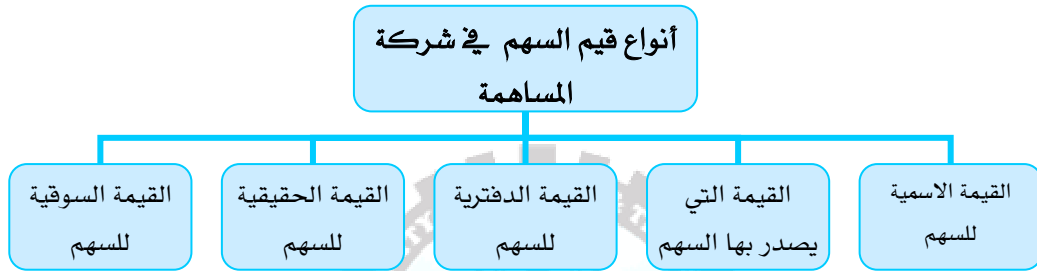 أنواع قيم السهم في شركة
المساهمة
القيمة الاسمية
للسهم
القيمة التي
يصدر بها السهم
القيمة الدفترية
للسهم
القيمة الحقيقية
للسهم
القيمة السوقية
للسهم